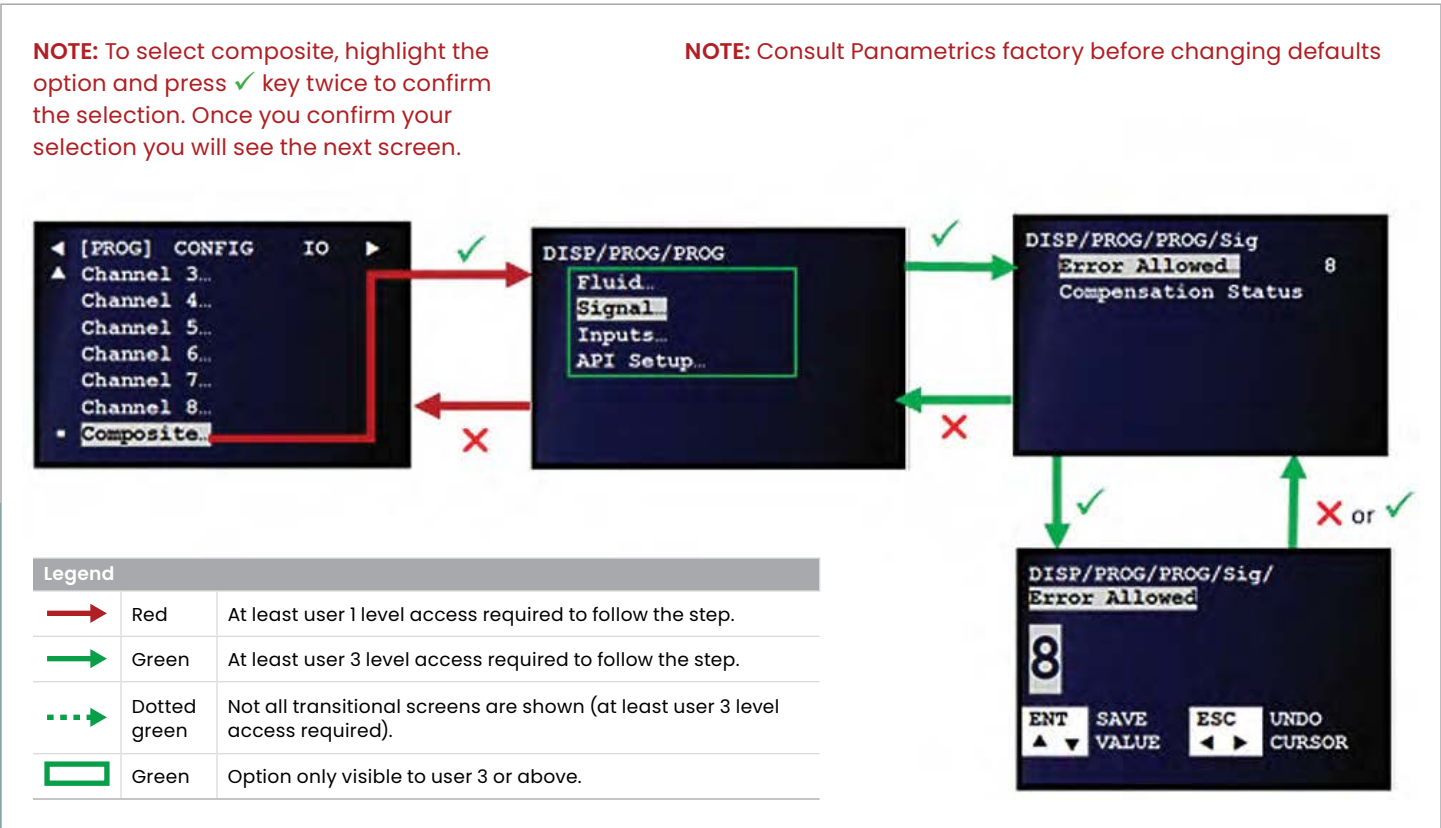 NOTE: To select composite, highlight the
option and press ✓ key twice to confirm
the selection. Once you confirm your
selection you will see the next screen.
NOTE: Consult Panametrics factory before changing defaults
◄ [PROG] CONFIG IO ►
▲ Channel 3…
Channel 4…
Channel 5…
Channel 6…
Channel 7…
Channel 8…
▪ Composite…
✓
✕
DISP/PROG/PROG
Fluid…
Signal…
Inputs…
API Setup…
✓
✕
DISP/PROG/PROG/Sig
Error Allowed… 8
Compensation Status
✓
✕ or ✓
DISP/PROG/PROG/Sig/
Error Allowed
8
ENT SAVE ESC UNDO
▲ ▼ VALUE ◄ ► CURSOR
Legend
Red At least user 1 level access required to follow the step.
Green At least user 3 level access required to follow the step.
Dotted green Not all transitional screens are shown (at least user 3 level
access required).
Green Option only visible to user 3 or above.